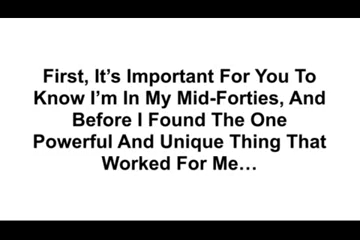 First, It’s Important For You To
Know I’m In My Mid-Forties, And
Before I Found The One
Powerful And Unique Thing That
Worked For Me…